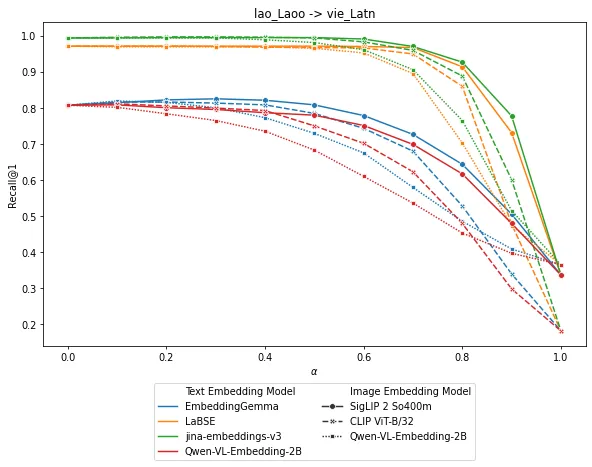 lao_Laoo -> vie_Latn
Recall@1
1.0
0.9
0.8
0.7
0.6
0.5
0.4
0.3
0.2
0.0 0.2 0.4 0.6 0.8 1.0
α
Text Embedding Model Image Embedding Model
EmbeddingGemma SigLIP 2 So400m
LaBSE CLIP ViT-B/32
jina-embeddings-v3 Qwen-VL-Embedding-2B
Qwen-VL-Embedding-2B